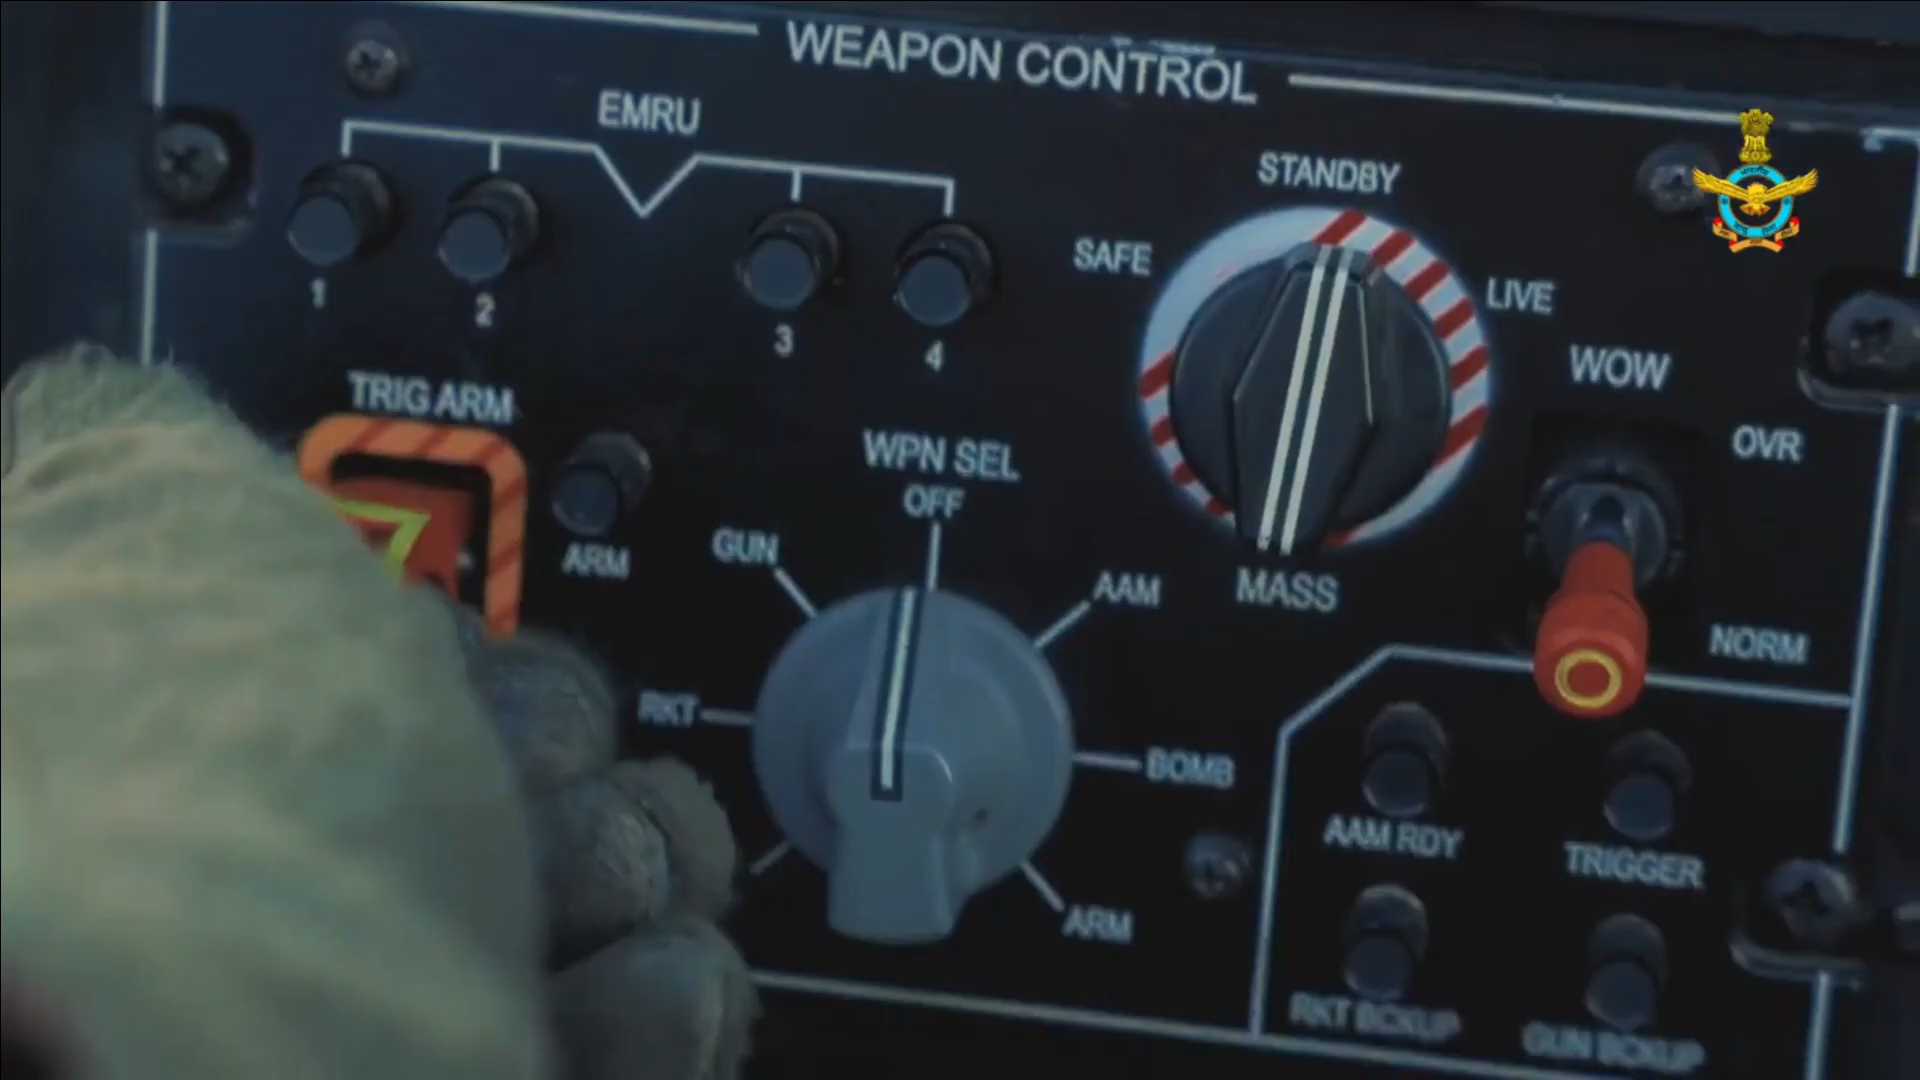 WEAPON CONTROL
EMRU
1
2
3
4
STANDBY
SAFE
LIVE
MASS
WOW
OVR
NORM
TRIG ARM
ARM
WPN SEL
OFF
GUN
AAM
RKT
BOMB
ARM
AAM RDY
TRIGGER
RKT BCKUP
GUN BCKUP